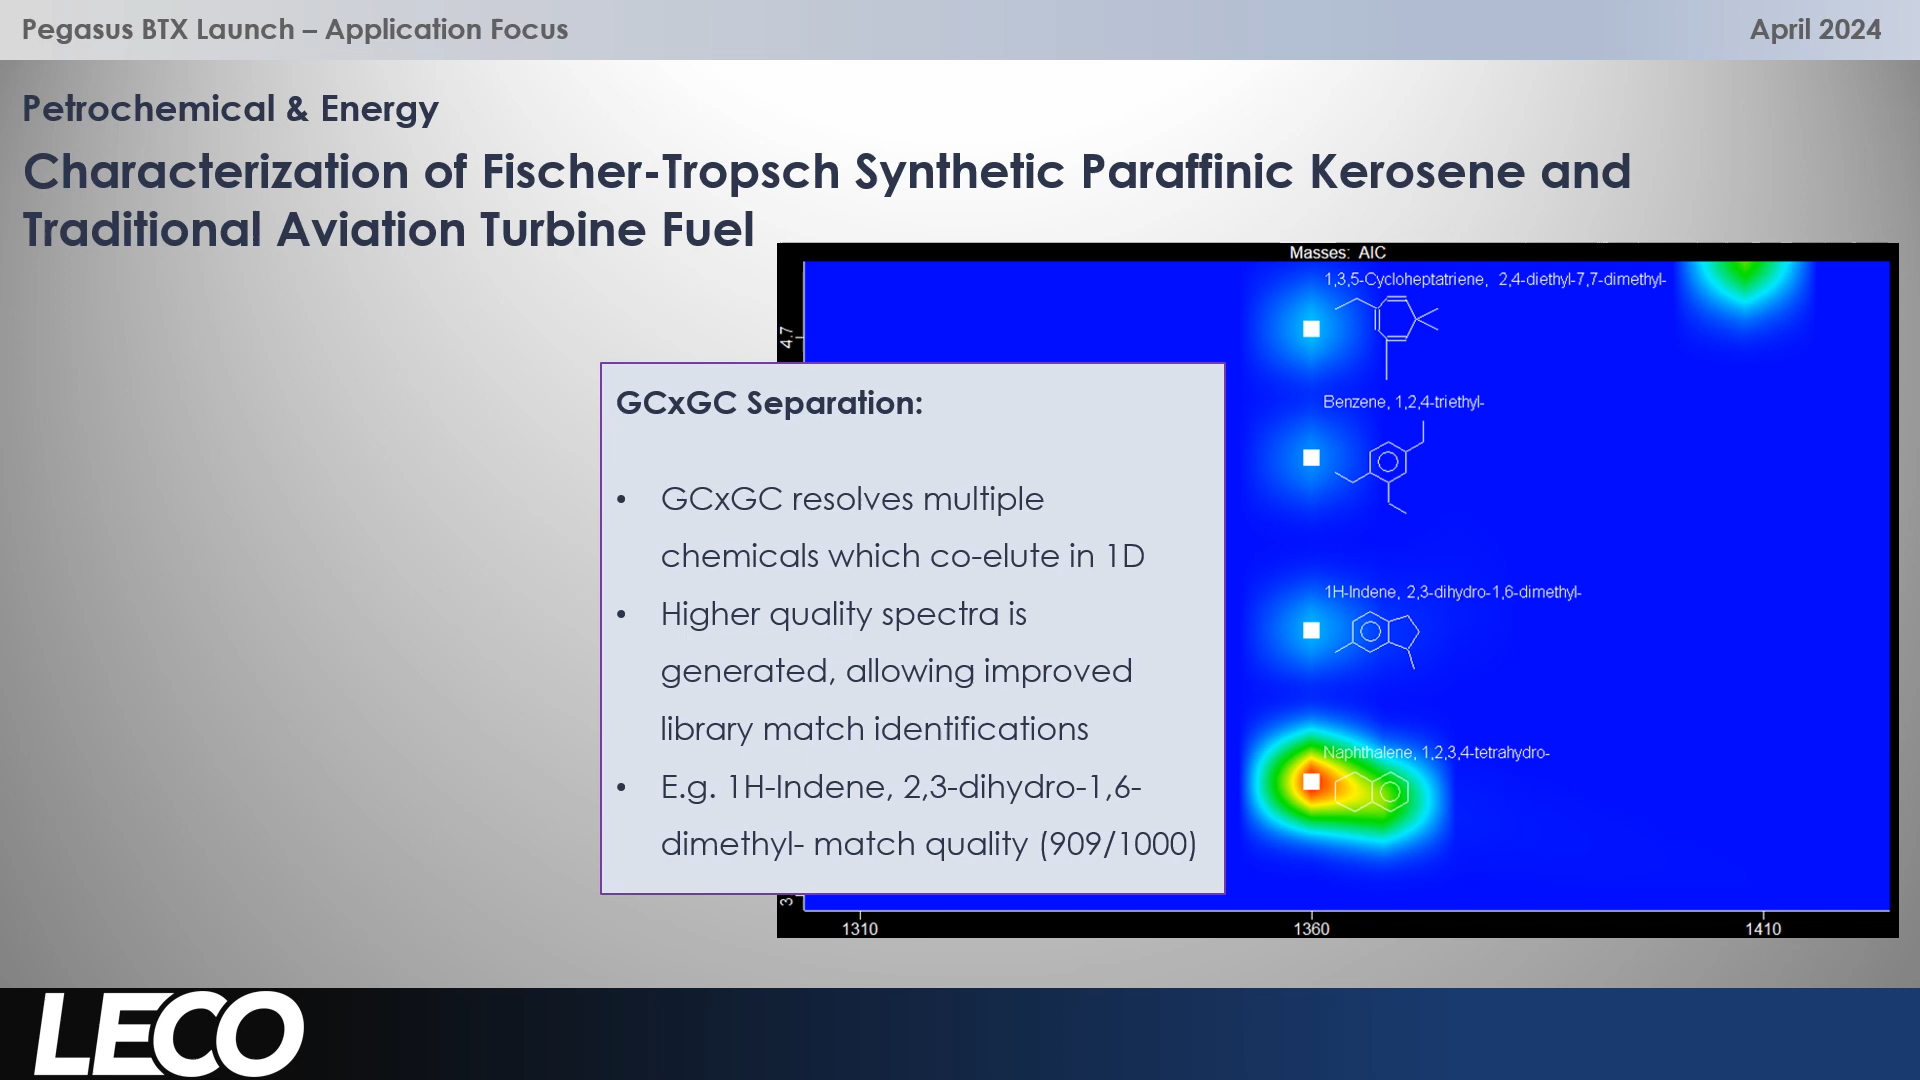 Pegasus BTX Launch – Application Focus
April 2024
Petrochemical & Energy
Characterization of Fischer-Tropsch Synthetic Paraffinic Kerosene and
Traditional Aviation Turbine Fuel
Masses: AIC
1,3,5-Cycloheptatriene, 2,4-diethyl-7,7-dimethyl-
4.7
GCxGC Separation:
Benzene, 1,2,4-triethyl-
• GCxGC resolves multiple
chemicals which co-elute in 1D
• Higher quality spectra is
generated, allowing improved
library match identifications
• E.g. 1H-Indene, 2,3-dihydro-1,6-
dimethyl- match quality (909/1000)
1H-Indene, 2,3-dihydro-1,6-dimethyl-
Naphthalene, 1,2,3,4-tetrahydro-
3
1310
1360
1410
LECO